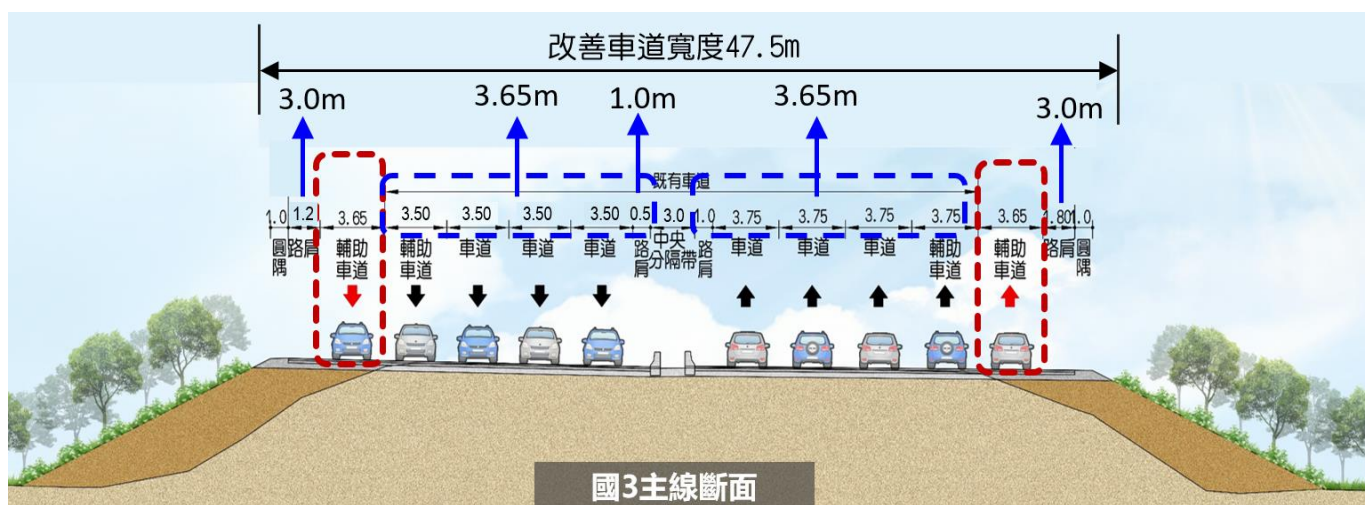 改善車道寬度47.5m
3.0m 3.65m 1.0m 3.65m 3.0m
既有車道
1.0 1.2 3.65 3.50 3.50 3.50 3.50 0.5 3.0 1.0 3.75 3.75 3.75 3.75 3.65 1.80 1.0
圓隅 路肩 輔助車道 輔助車道 車道 車道 車道 路肩 中央分隔帶 路肩 車道 車道 車道 輔助車道 輔助車道 路肩 圓隅
國3主線斷面